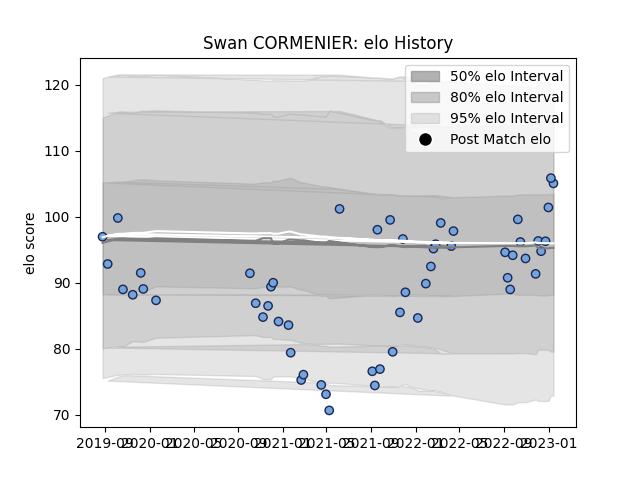 Swan CORMENIER: elo History
50% elo Interval
80% elo Interval
95% elo Interval
Post Match elo
elo score
120
110
100
90
80
70
2019-09 2020-01 2020-05 2020-09 2021-01 2021-05 2021-09 2022-01 2022-05 2022-09 2023-01